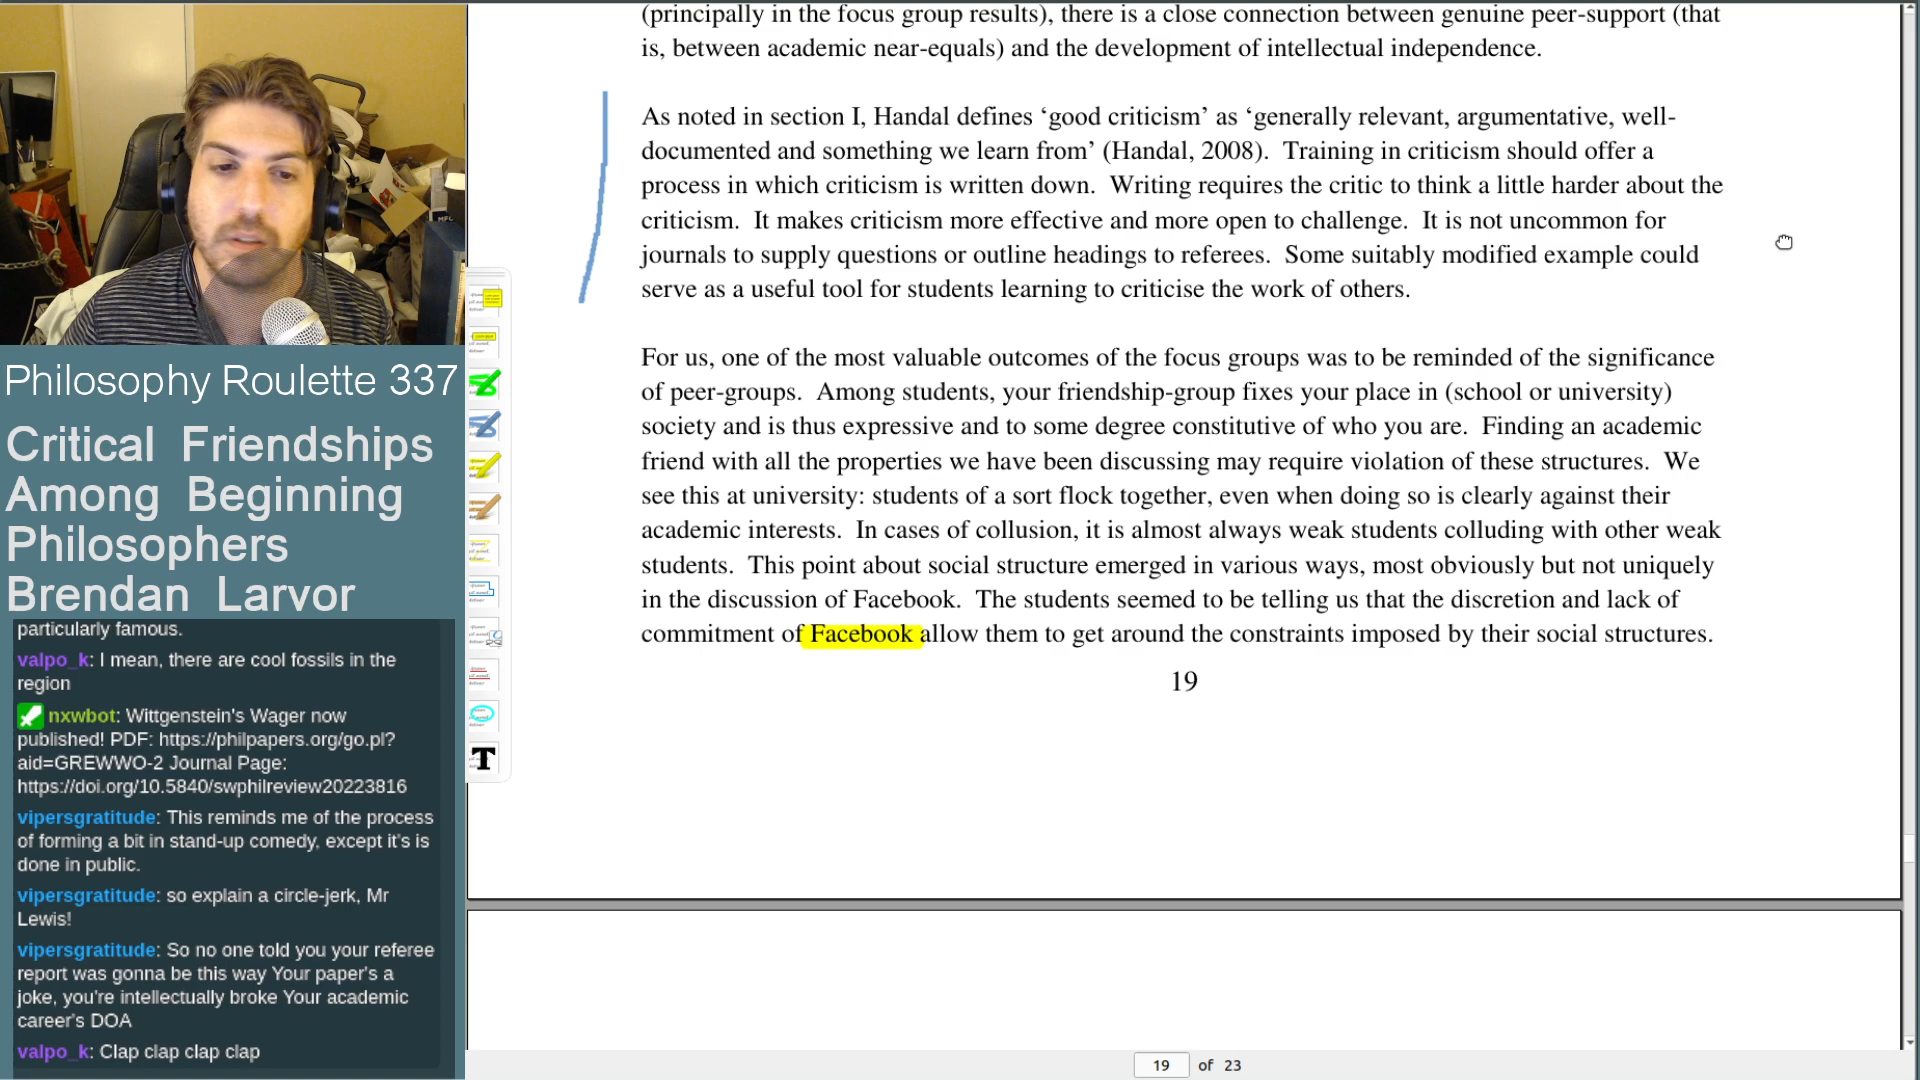 (principally in the focus group results), there is a close connection between genuine peer-support (that
is, between academic near-equals) and the development of intellectual independence.
As noted in section I, Handal defines ‘good criticism’ as ‘generally relevant, argumentative, well-
documented and something we learn from’ (Handal, 2008).  Training in criticism should offer a
process in which criticism is written down.  Writing requires the critic to think a little harder about the
criticism.  It makes criticism more effective and more open to challenge.  It is not uncommon for
journals to supply questions or outline headings to referees.  Some suitably modified example could
serve as a useful tool for students learning to criticise the work of others.
For us, one of the most valuable outcomes of the focus groups was to be reminded of the significance
of peer-groups.  Among students, your friendship-group fixes your place in (school or university)
society and is thus expressive and to some degree constitutive of who you are.  Finding an academic
friend with all the properties we have been discussing may require violation of these structures.  We
see this at university: students of a sort flock together, even when doing so is clearly against their
academic interests.  In cases of collusion, it is almost always weak students colluding with other weak
students.  This point about social structure emerged in various ways, most obviously but not uniquely
in the discussion of Facebook.  The students seemed to be telling us that the discretion and lack of
commitment of Facebook allow them to get around the constraints imposed by their social structures.
19
19 of 23
Philosophy Roulette 337
Critical Friendships
Among Beginning
Philosophers
Brendan Larvor
particularly famous.
valpo_k: I mean, there are cool fossils in the
region
nxwbot: Wittgenstein's Wager now
published! PDF: https://philpapers.org/go.pl?
aid=GREWWO-2 Journal Page:
https://doi.org/10.5840/swphilreview20223816
vipersgratitude: This reminds me of the process
of forming a bit in stand-up comedy, except it's is
done in public.
vipersgratitude: so explain a circle-jerk, Mr
Lewis!
vipersgratitude: So no one told you your referee
report was gonna be this way Your paper's a
joke, you're intellectually broke Your academic
career's DOA
valpo_k: Clap clap clap clap
T